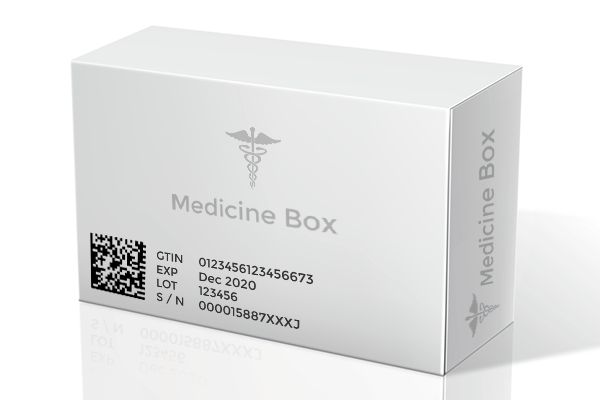 Medicine Box
GTIN 0123456123456673
EXP Dec 2020
LOT 123456
S / N 000015887XXXJ
Medicine Box